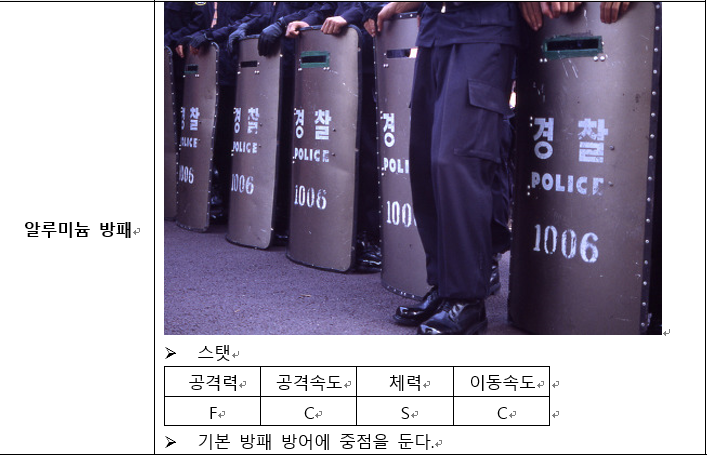 알루미늄 방패
경찰 경찰 경찰 경 경찰
POLICE POLICE POLICE POLI POLICE
1006 1006 1006 100 1006
스탯
공격력 공격속도 체력 이동속도
F C S C
기본 방패 방어에 중점을 둔다.